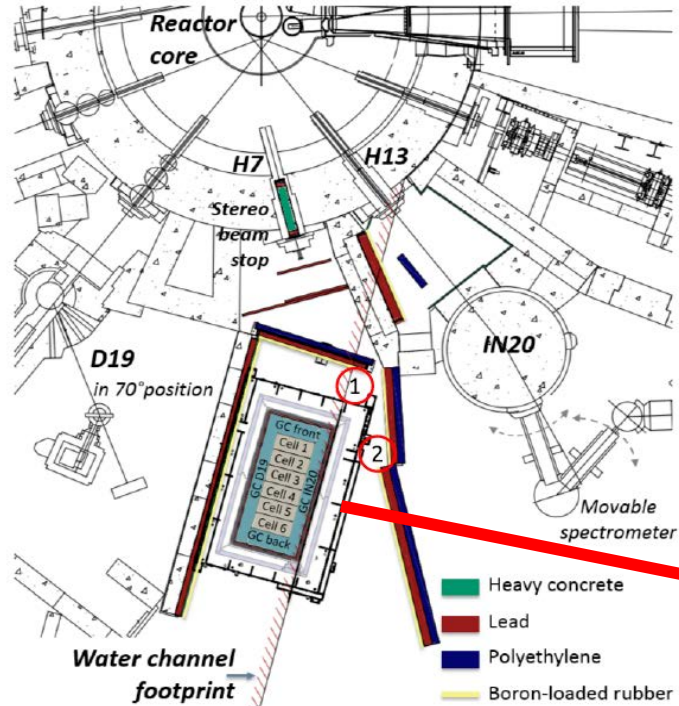 Reactor
core
H7
H13
Stereo
beam
stop
D19
in 70°position
IN20
1
2
GC front
Cell 1
Cell 2
Cell 3
Cell 4
Cell 5
Cell 6
GC back
GC D19
GC IN20
Movable
spectrometer
Water channel
footprint
Heavy concrete
Lead
Polyethylene
Boron-loaded rubber